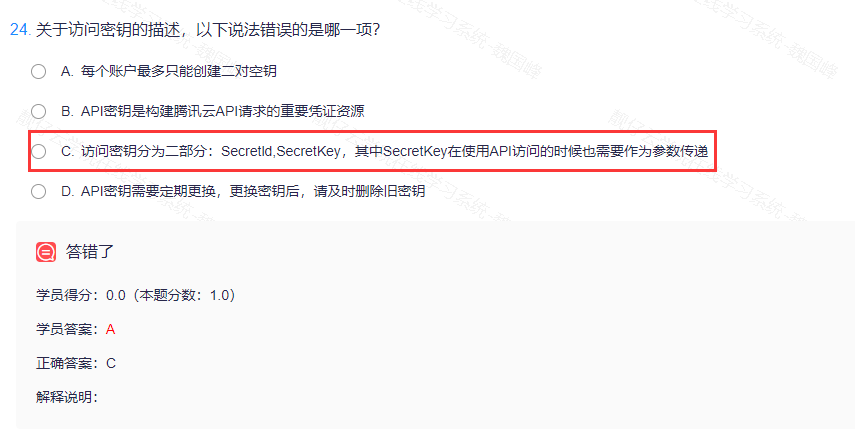 24. 关于访问密钥的描述，以下说法错误的是哪一项？
A. 每个账户最多只能创建二对空钥
B. API密钥是构建腾讯云API请求的重要凭证资源
C. 访问密钥分为二部分：SecretId,SecretKey，其中SecretKey在使用API访问的时候也需要作为参数传递
D. API密钥需要定期更换，更换密钥后，请及时删除旧密钥
答错了
学员得分：0.0（本题分数：1.0）
学员答案：A
正确答案：C
解释说明：